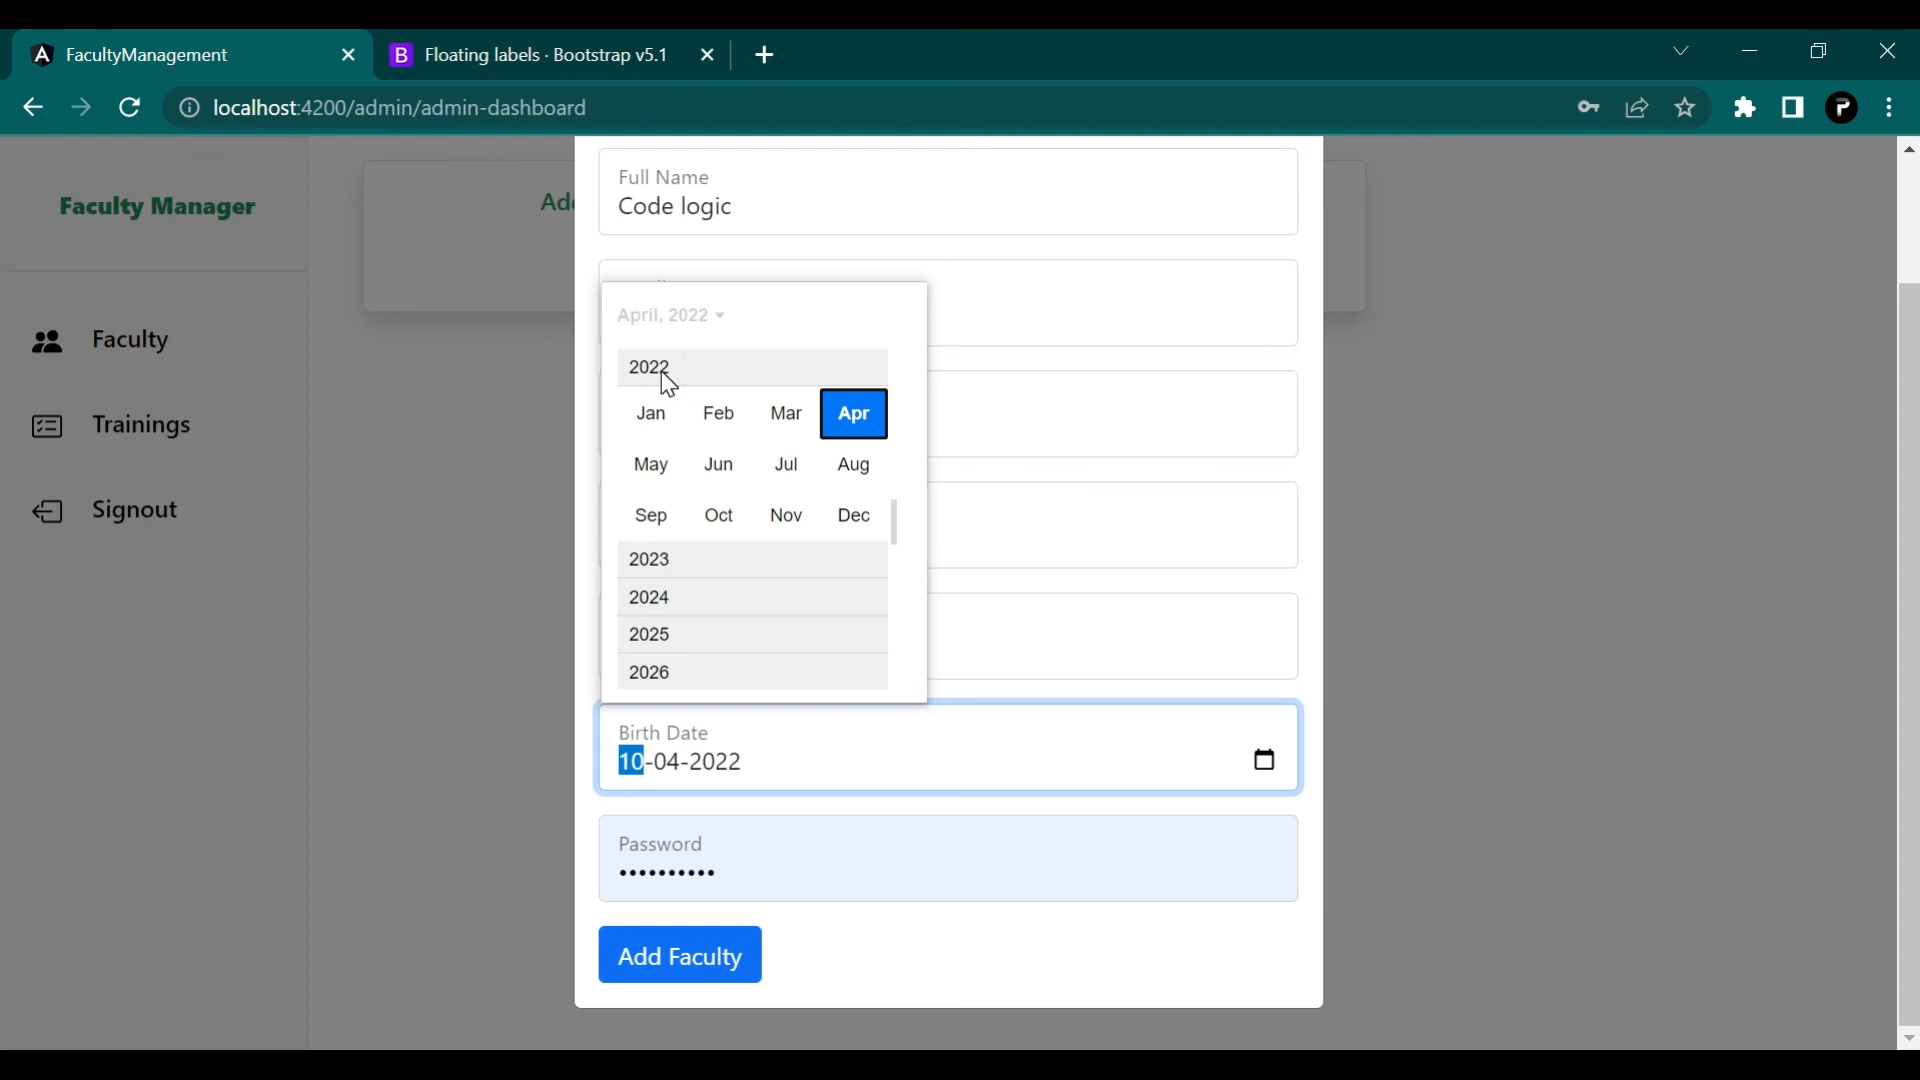 FacultyManagement
Floating labels · Bootstrap v5.1
localhost:4200/admin/admin-dashboard
Faculty Manager
Faculty
Trainings
Signout
Full Name
Code logic
April, 2022
2022
Jan Feb Mar Apr
May Jun Jul Aug
Sep Oct Nov Dec
2023
2024
2025
2026
Birth Date
10-04-2022
Password
Add Faculty